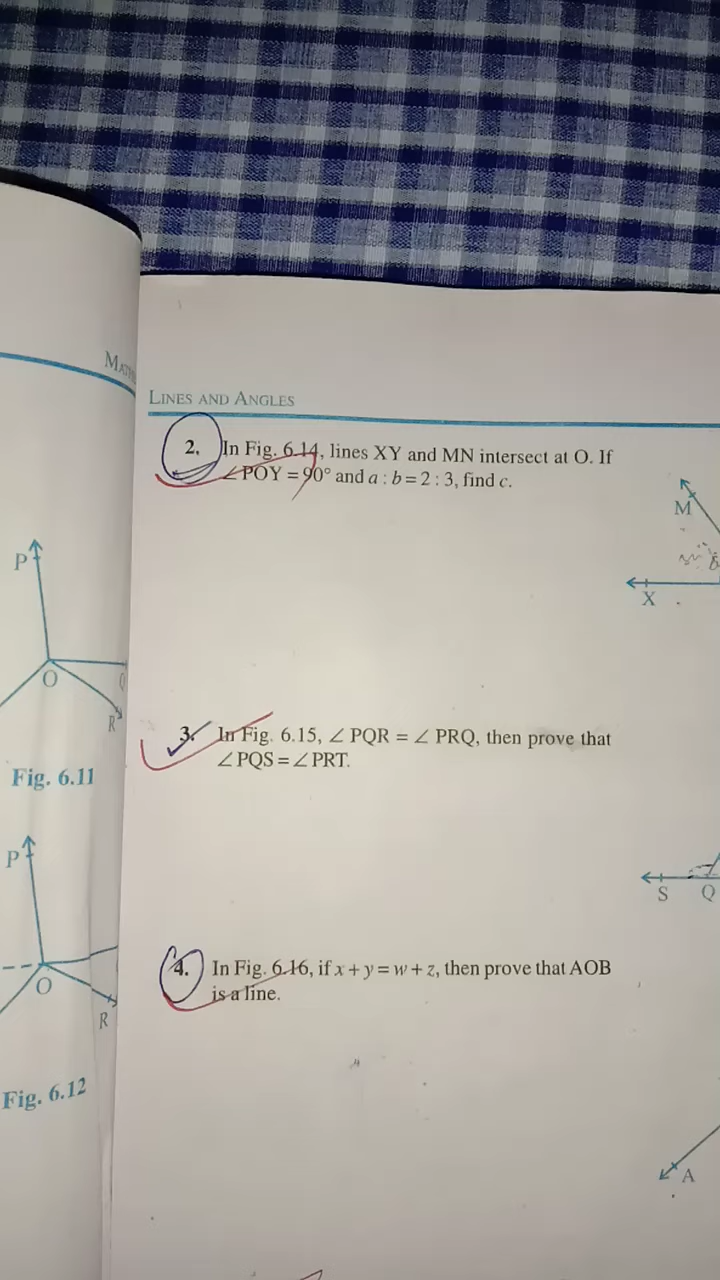 LINES AND ANGLES
2. In Fig. 6.14, lines XY and MN intersect at O. If
∠POY = 90° and a : b = 2 : 3, find c.
M
b
X
3. In Fig. 6.15, ∠ PQR = ∠ PRQ, then prove that
∠PQS = ∠PRT.
S Q
4. In Fig. 6.16, if x + y = w + z, then prove that AOB
is a line.
A
P
O
Q
R
Fig. 6.11
P
O
R
Fig. 6.12